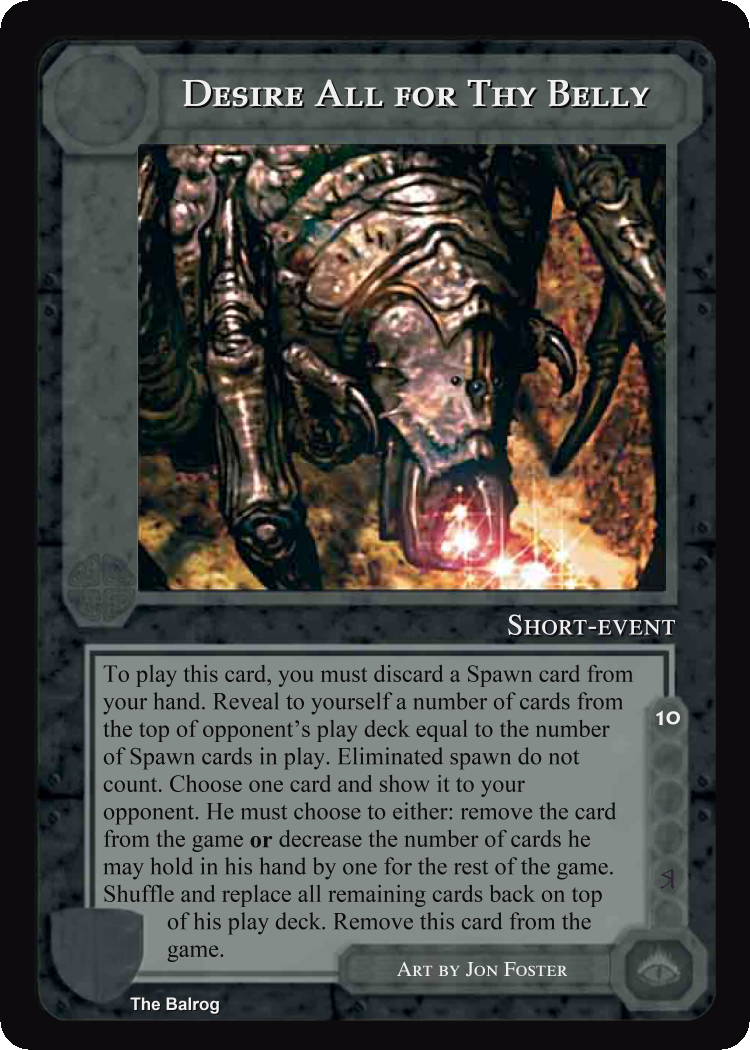 Desire All for Thy Belly
Short-event
To play this card, you must discard a Spawn card from
your hand. Reveal to yourself a number of cards from
the top of opponent's play deck equal to the number
of Spawn cards in play. Eliminated spawn do not
count. Choose one card and show it to your
opponent. He must choose to either: remove the card
from the game or decrease the number of cards he
may hold in his hand by one for the rest of the game.
Shuffle and replace all remaining cards back on top
of his play deck. Remove this card from the
game.
10
Art by Jon Foster
The Balrog